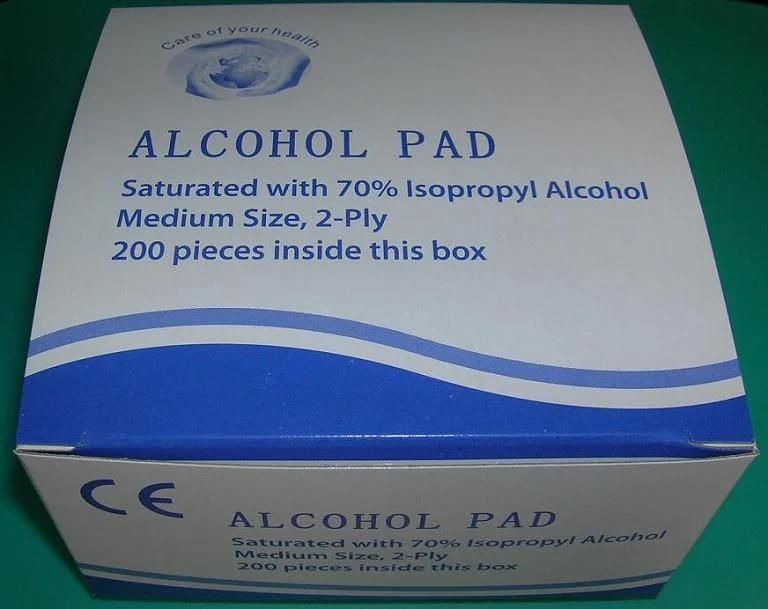 Care of your health
ALCOHOL PAD
Saturated with 70% Isopropyl Alcohol
Medium Size, 2-Ply
200 pieces inside this box
CE
ALCOHOL PAD
Saturated with 70% Isopropyl Alcohol
Medium Size, 2-Ply
200 pieces inside this box